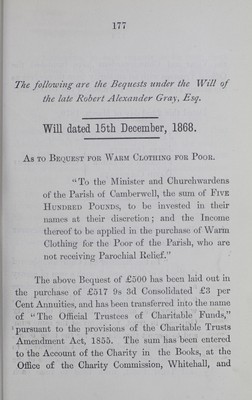 177
The following are the Bequests under the Will of
the late Robert Alexander Gray, Esq.
Will dated 15th December, 1868.
As to Bequest for Warm Clothing for Poor.
"To the Minister and Churchwardens
of the Parish of Camberwell, the sum of Five
Hundred Pounds, to be invested in their
names at their discretion; and the Income
thereof to be applied in the purchase of Warm
Clothing for the Poor of the Parish, who are
not receiving Parochial Relief."
The above Bequest of £500 has been laid out in
the purchase of £517 9s 3d Consolidated £3 per
Cent Annuities, and has been transferred into the name
of "The Official Trustees of Charitable Funds,"
pursuant to the provisions of the Charitable Trusts
Amendment Act, 1855. The sum has been entered
to the Account of the Charity in the Books, at the
Office of the Charity Commission, Whitehall, and